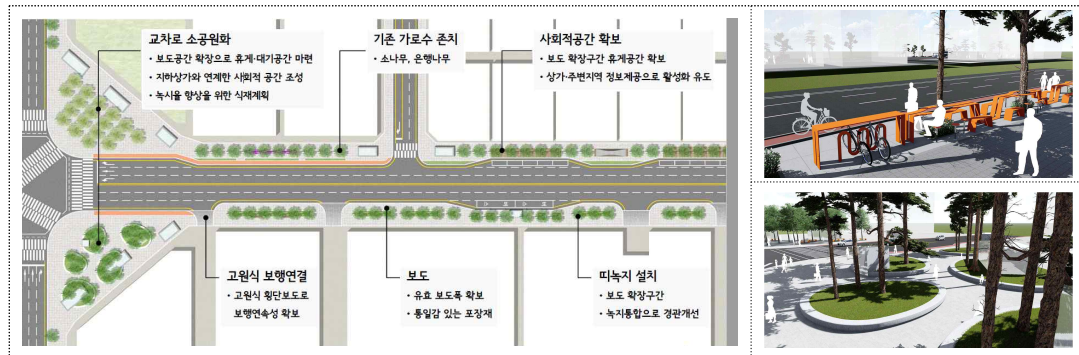 교차로 소공원화
• 보도공간 확장으로 휴게·대기공간 마련
• 지하상가와 연계한 사회적 공간 조성
• 녹시율 향상을 위한 식재계획
기존 가로수 존치
• 소나무, 은행나무
사회적공간 확보
• 보도 확장구간 휴게공간 확보
• 상가·주변지역 정보제공으로 활성화 유도
고원식 보행연결
• 고원식 횡단보도로
보행연속성 확보
보도
• 유효 보도폭 확보
• 통일감 있는 포장재
띠녹지 설치
• 보도 확장구간
• 녹지통합으로 경관개선